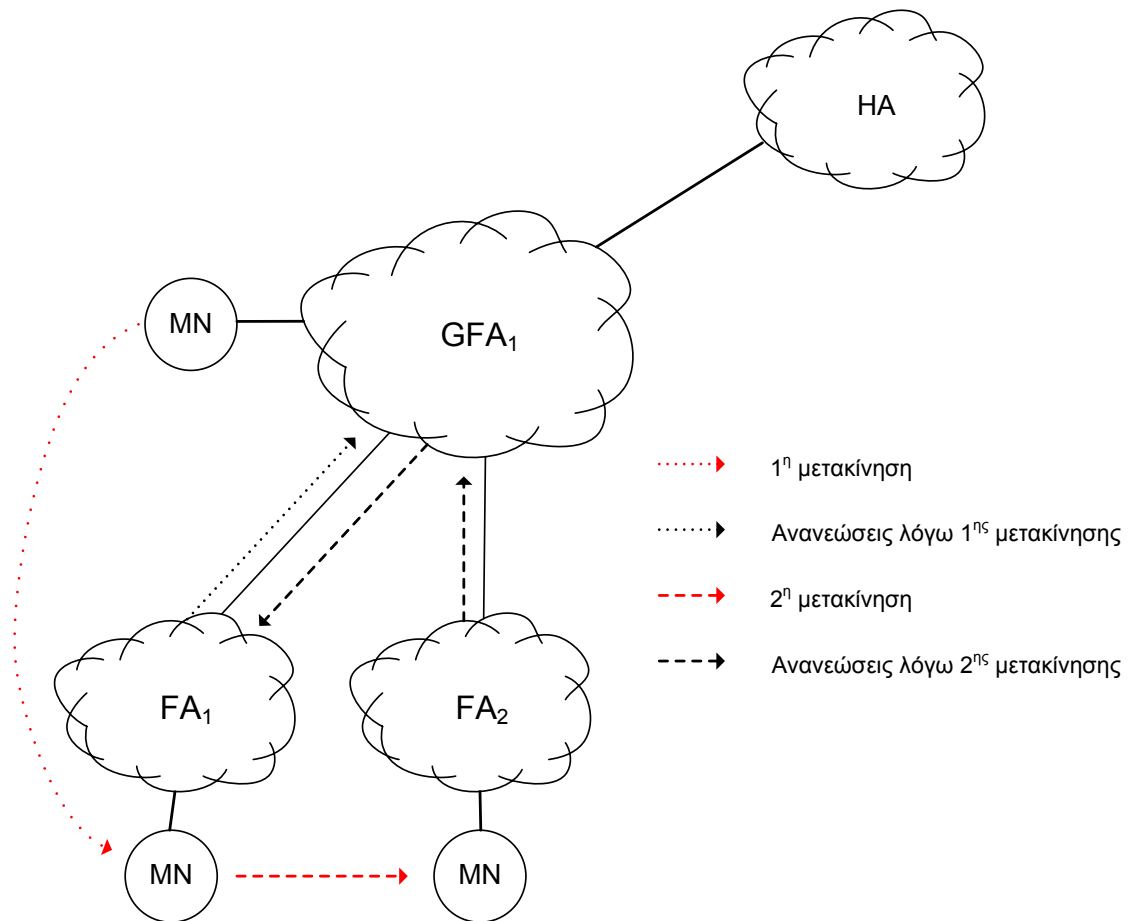 HA
MN
GFA₁
1η μετακίνηση
Ανανεώσεις λόγω 1ης μετακίνησης
2η μετακίνηση
Ανανεώσεις λόγω 2ης μετακίνησης
FA₁
FA₂
MN
MN